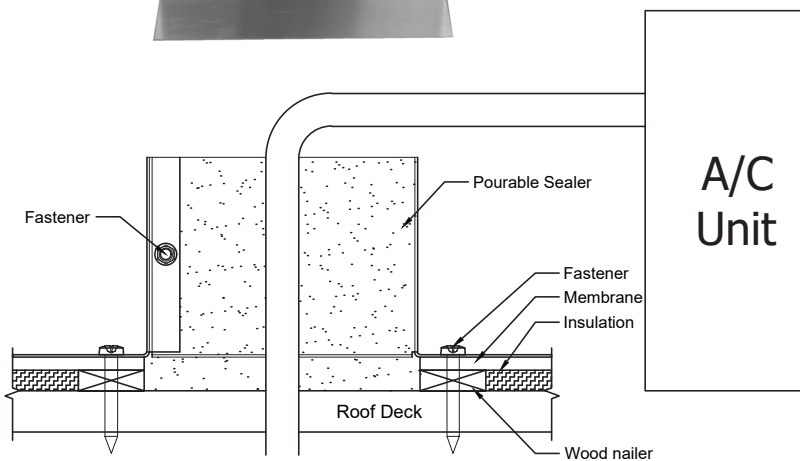 A/C
Unit
Pourable Sealer
Fastener
Fastener
Membrane
Insulation
Roof Deck
Wood nailer